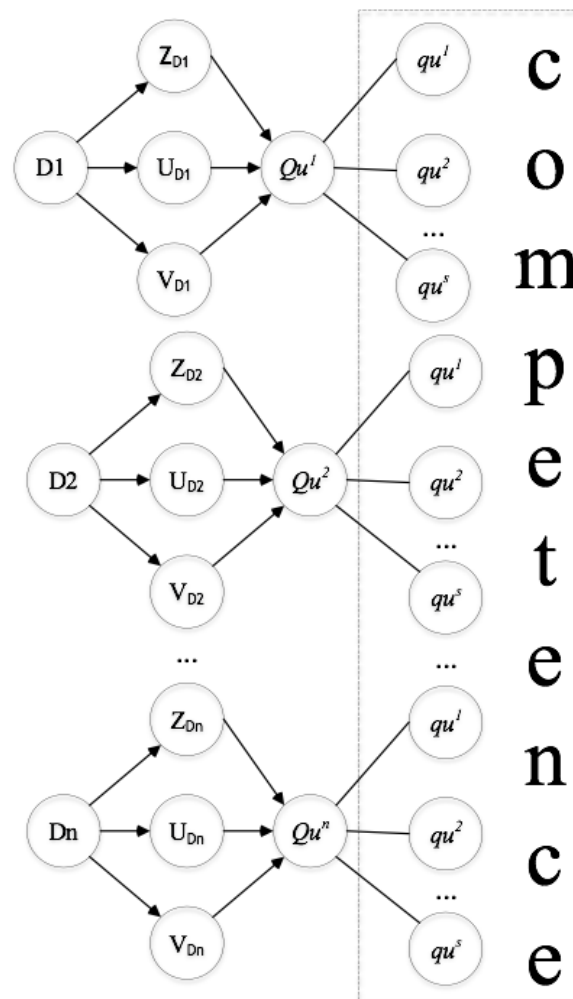 Z_D1
D1
U_D1
V_D1
Qu^1
qu^1
qu^2
...
qu^s
Z_D2
D2
U_D2
V_D2
Qu^2
qu^1
qu^2
...
qu^s
...
...
Z_Dn
Dn
U_Dn
V_Dn
Qu^n
qu^1
qu^2
...
qu^s
competence